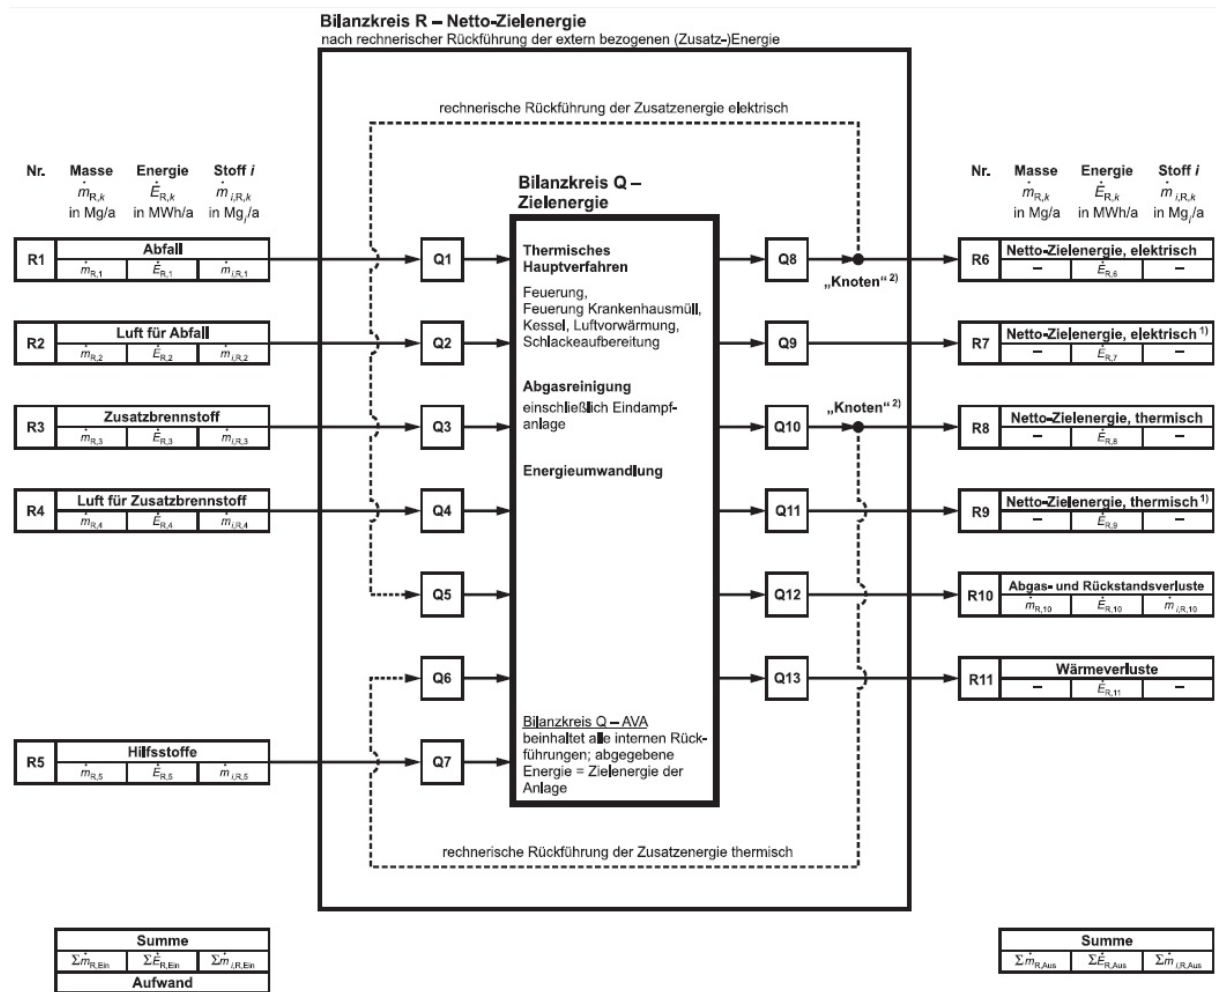 Bilanzkreis R – Netto-Zielenergie
nach rechnerischer Rückführung der extern bezogenen (Zusatz-)Energie
rechnerische Rückführung der Zusatzenergie elektrisch
Nr. Masse Energie Stoff i
ṁR,k ĖR,k ṁi,R,k
in Mg/a in MWh/a in Mgi/a
R1 Abfall
ṁR,1 ĖR,1 ṁi,R,1
R2 Luft für Abfall
ṁR,2 ĖR,2 ṁi,R,2
R3 Zusatzbrennstoff
ṁR,3 ĖR,3 ṁi,R,3
R4 Luft für Zusatzbrennstoff
ṁR,4 ĖR,4 ṁi,R,4
R5 Hilfsstoffe
ṁR,5 ĖR,5 ṁi,R,5
Q1
Q2
Q3
Q4
Q5
Q6
Q7
Bilanzkreis Q –
Zielenergie
Thermisches
Hauptverfahren
Feuerung,
Feuerung Krankenhausmüll,
Kessel, Luftvorwärmung,
Schlackeaufbereitung
Abgasreinigung
einschließlich Eindampf-
anlage
Energieumwandlung
Bilanzkreis Q – AVA
beinhaltet alle internen Rück-
führungen; abgegebene
Energie = Zielenergie der
Anlage
Q8
„Knoten“ 2)
Q9
„Knoten“ 2)
Q10
Q11
Q12
Q13
rechnerische Rückführung der Zusatzenergie thermisch
Nr. Masse Energie Stoff i
ṁR,k ĖR,k ṁi,R,k
in Mg/a in MWh/a in Mgi/a
R6 Netto-Zielenergie, elektrisch
– ĖR,6 –
R7 Netto-Zielenergie, elektrisch 1)
– ĖR,7 –
R8 Netto-Zielenergie, thermisch
– ĖR,8 –
R9 Netto-Zielenergie, thermisch 1)
– ĖR,9 –
R10 Abgas- und Rückstandsverluste
ṁR,10 ĖR,10 ṁi,R,10
R11 Wärmeverluste
– ĖR,11 –
Summe
ΣṁR,Ein ΣĖR,Ein Σṁi,R,Ein
Aufwand
Summe
ΣṁR,Aus ΣĖR,Aus Σṁi,R,Aus